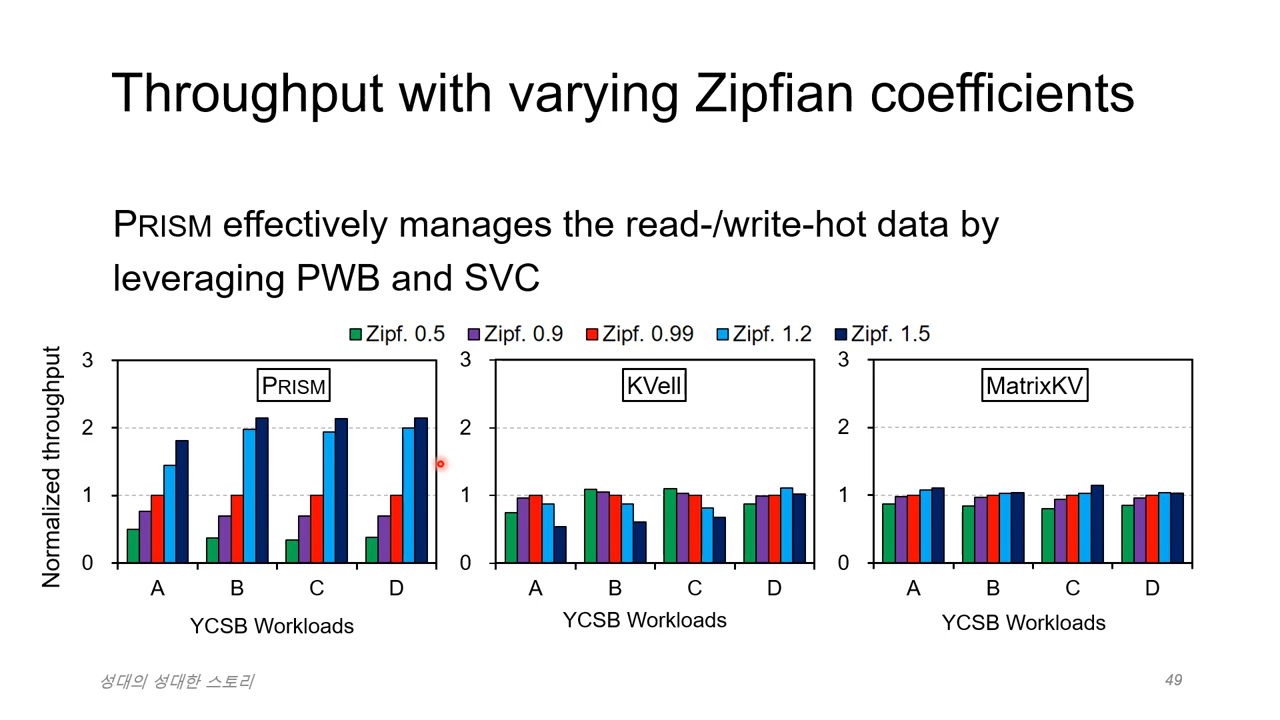 Throughput with varying Zipfian coefficients
PRISM effectively manages the read-/write-hot data by
leveraging PWB and SVC
Zipf. 0.5 Zipf. 0.9 Zipf. 0.99 Zipf. 1.2 Zipf. 1.5
Normalized throughput
3
2
1
0
PRISM
A B C D
YCSB Workloads
3
2
1
0
KVell
A B C D
YCSB Workloads
3
2
1
0
MatrixKV
A B C D
YCSB Workloads
성대의 성대한 스토리
49